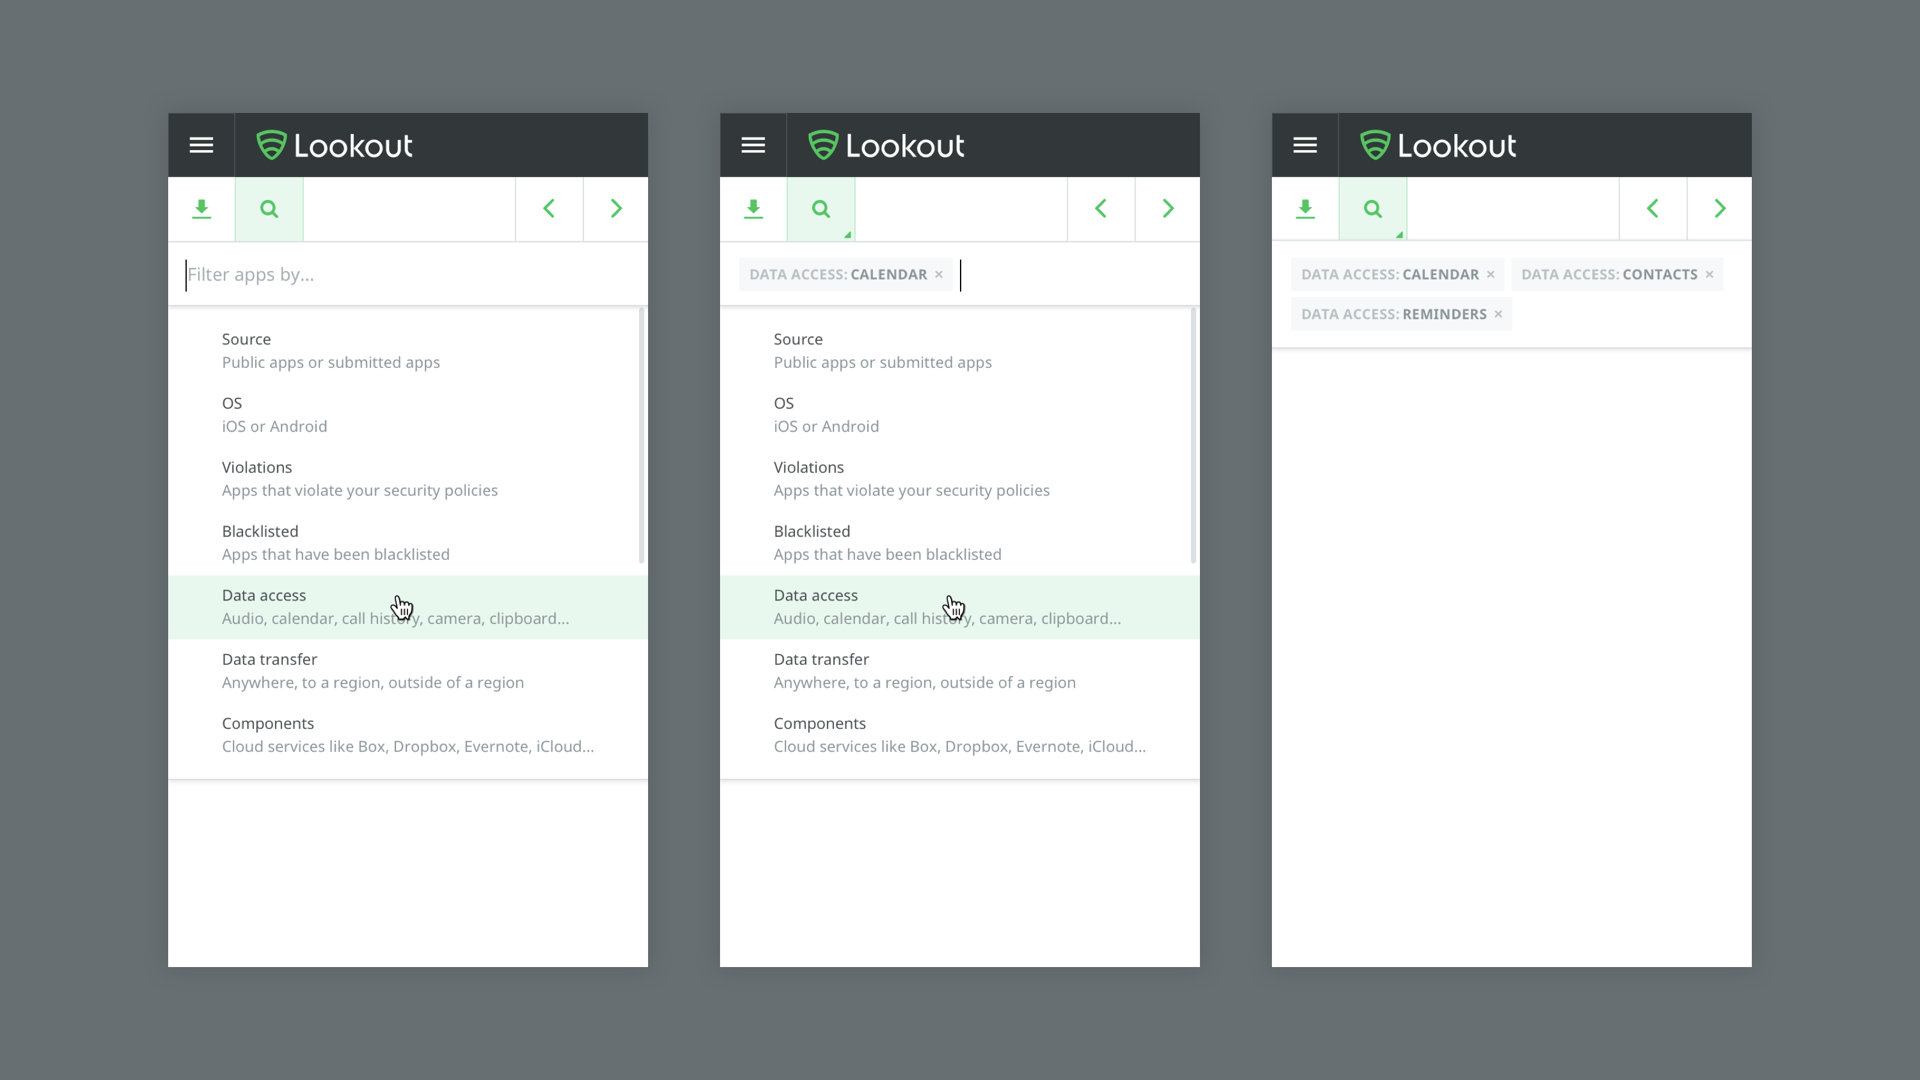 Lookout
Filter apps by...
Source
Public apps or submitted apps
OS
iOS or Android
Violations
Apps that violate your security policies
Blacklisted
Apps that have been blacklisted
Data access
Audio, calendar, call history, camera, clipboard...
Data transfer
Anywhere, to a region, outside of a region
Components
Cloud services like Box, Dropbox, Evernote, iCloud...
Lookout
DATA ACCESS: CALENDAR ×
Source
Public apps or submitted apps
OS
iOS or Android
Violations
Apps that violate your security policies
Blacklisted
Apps that have been blacklisted
Data access
Audio, calendar, call history, camera, clipboard...
Data transfer
Anywhere, to a region, outside of a region
Components
Cloud services like Box, Dropbox, Evernote, iCloud...
Lookout
DATA ACCESS: CALENDAR × DATA ACCESS: CONTACTS ×
DATA ACCESS: REMINDERS ×